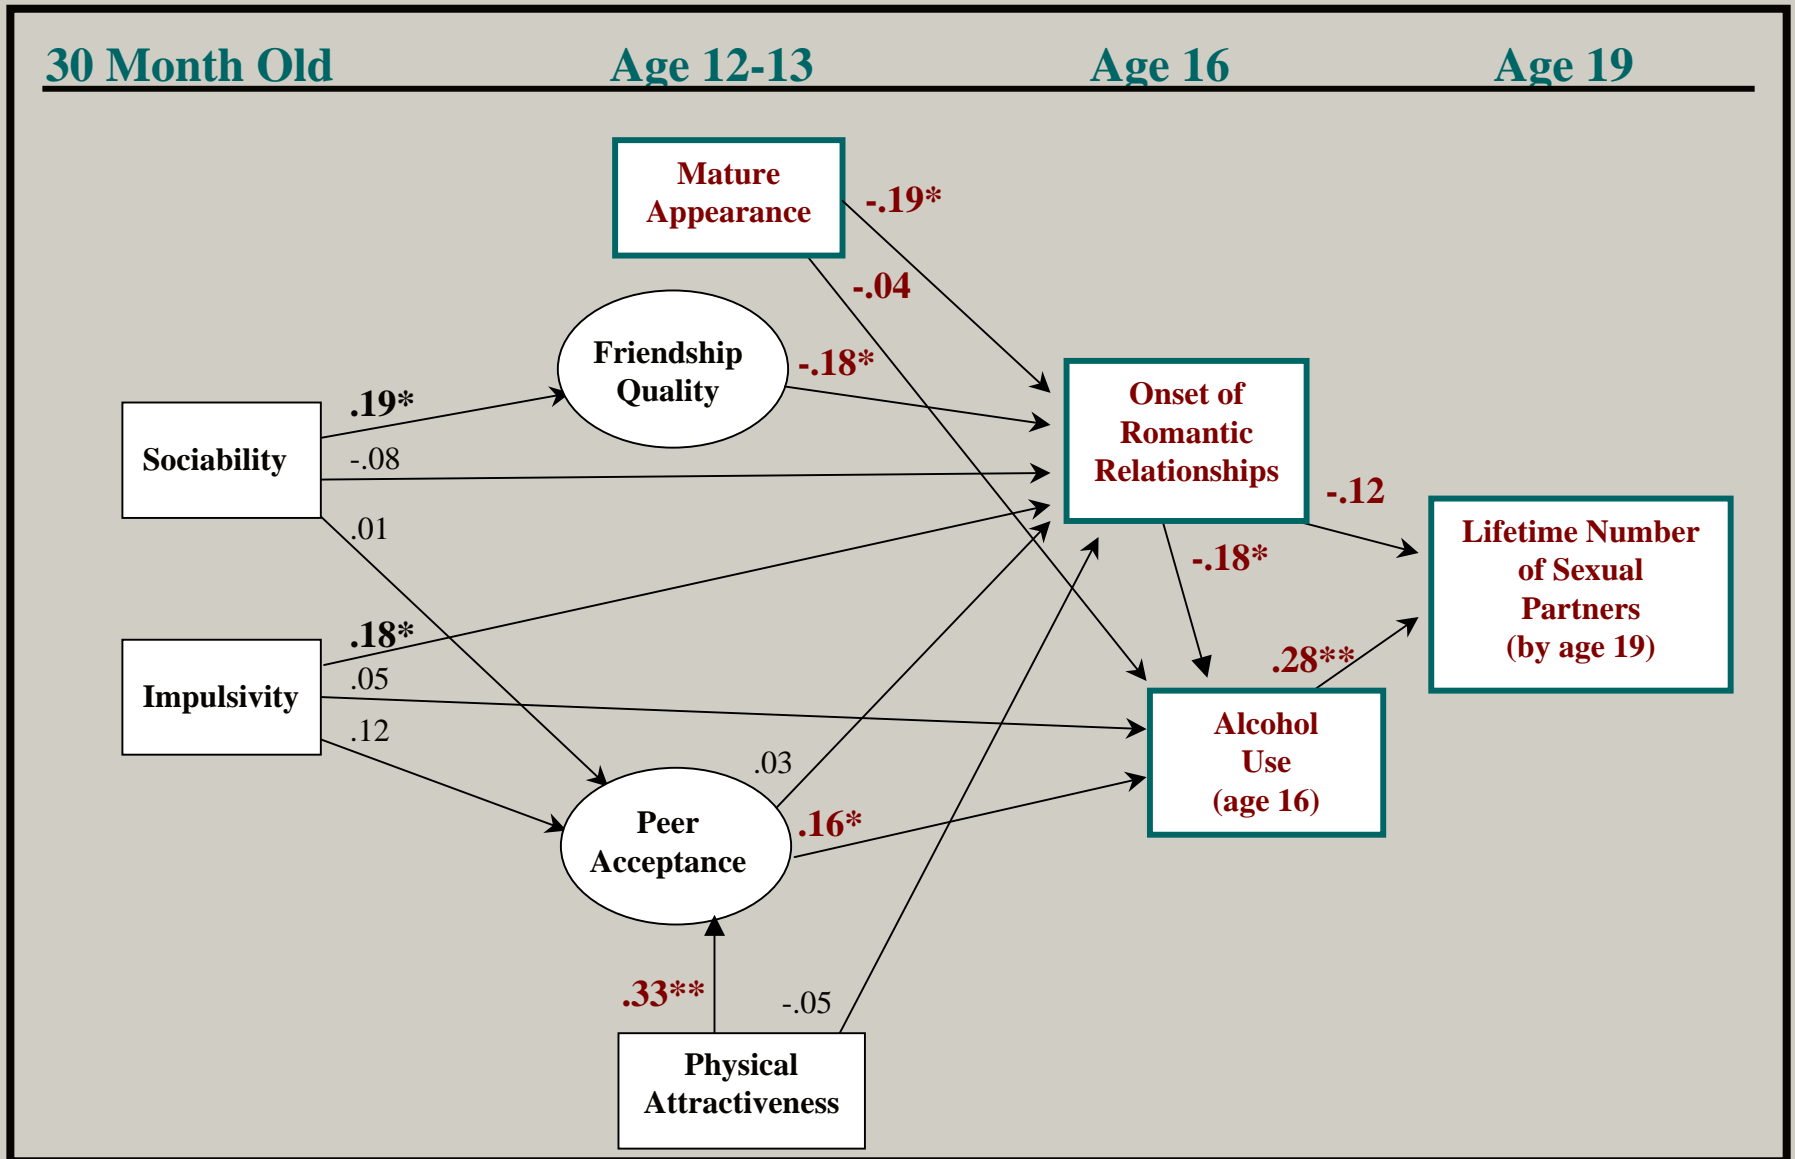 30 Month Old
Age 12-13
Age 16
Age 19
Mature
Appearance
-.19*
-.04
Friendship
Quality
-.18*
Onset of
Romantic
Relationships
.19*
Sociability
-.08
.01
-.12
-.18*
Lifetime Number
of Sexual
Partners
(by age 19)
.18*
Impulsivity
.05
.12
.28**
Alcohol
Use
(age 16)
.03
Peer
Acceptance
.16*
.33**
-.05
Physical
Attractiveness